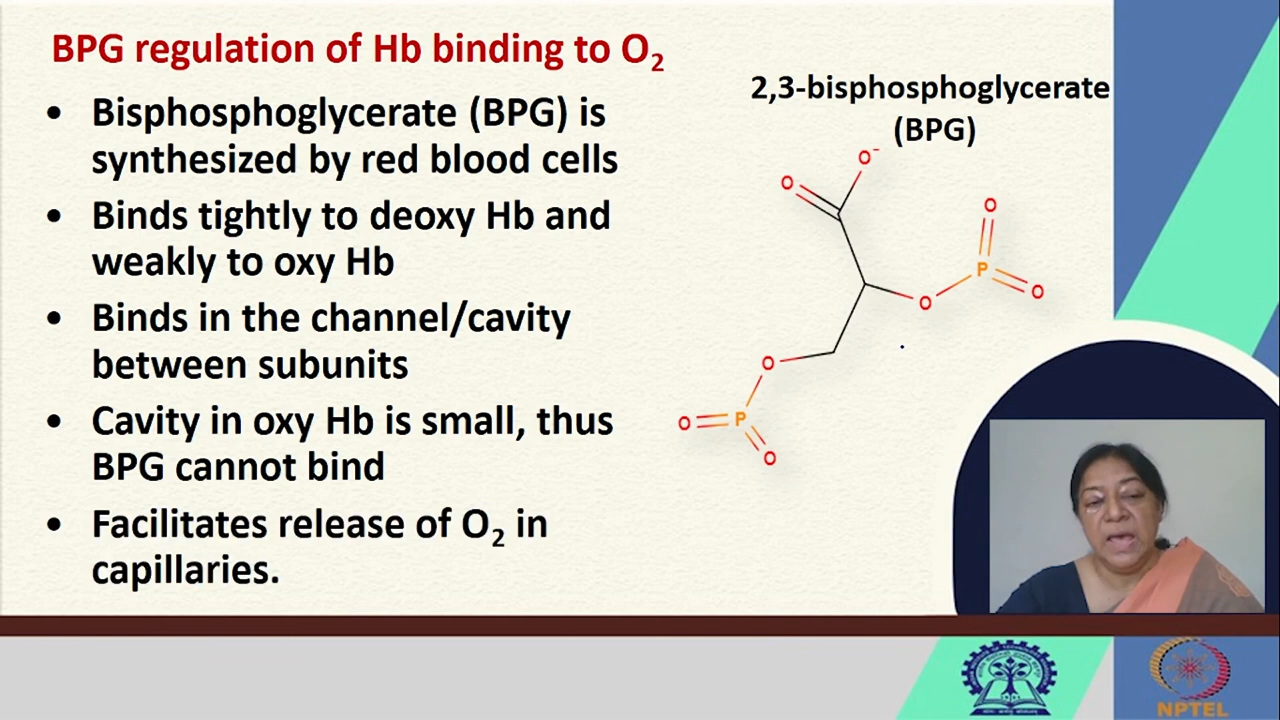 BPG regulation of Hb binding to O₂
• Bisphosphoglycerate (BPG) is
synthesized by red blood cells
• Binds tightly to deoxy Hb and
weakly to oxy Hb
• Binds in the channel/cavity
between subunits
• Cavity in oxy Hb is small, thus
BPG cannot bind
• Facilitates release of O₂ in
capillaries.
2,3-bisphosphoglycerate
(BPG)
O⁻
O
O
P
O
O
O
P
O
O
NPTEL